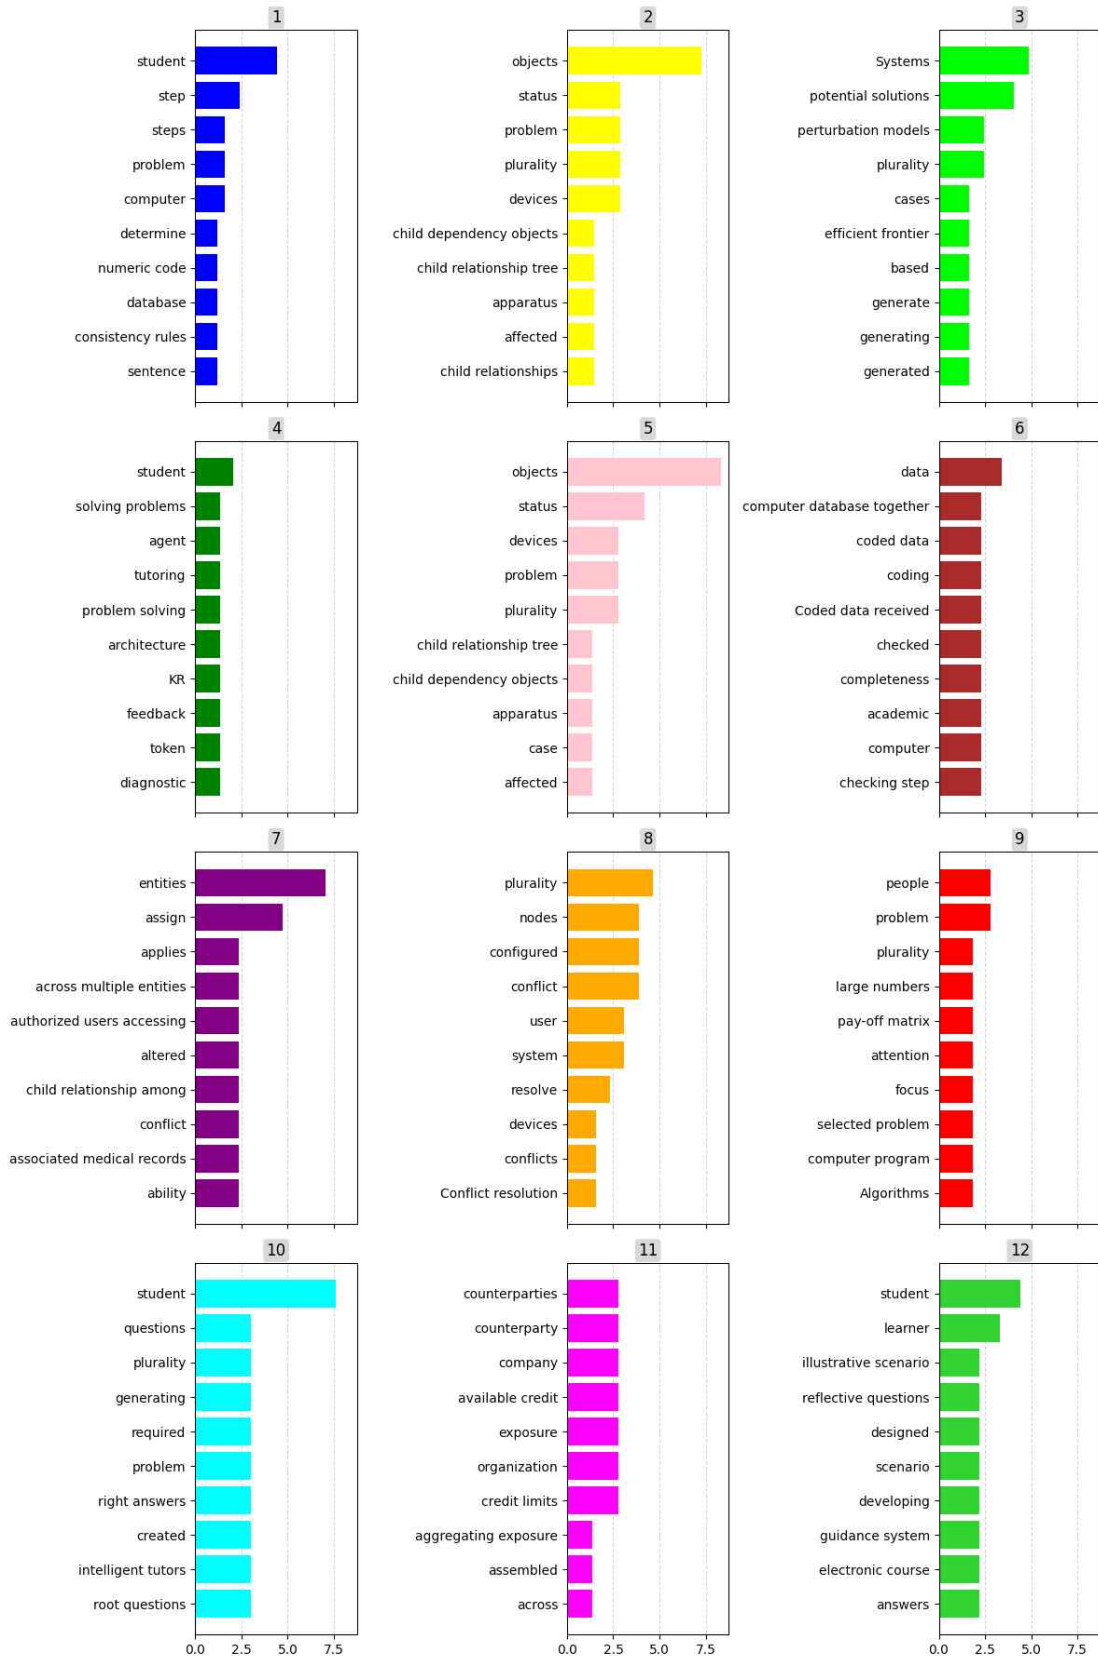 1
student
step
steps
problem
computer
determine
numeric code
database
consistency rules
sentence
2
objects
status
problem
plurality
devices
child dependency objects
child relationship tree
apparatus
affected
child relationships
3
Systems
potential solutions
perturbation models
plurality
cases
efficient frontier
based
generate
generating
generated
4
student
solving problems
agent
tutoring
problem solving
architecture
KR
feedback
token
diagnostic
5
objects
status
devices
problem
plurality
child relationship tree
child dependency objects
apparatus
case
affected
6
data
computer database together
coded data
coding
Coded data received
checked
completeness
academic
computer
checking step
7
entities
assign
applies
across multiple entities
authorized users accessing
altered
child relationship among
conflict
associated medical records
ability
8
plurality
nodes
configured
conflict
user
system
resolve
devices
conflicts
Conflict resolution
9
people
problem
plurality
large numbers
pay-off matrix
attention
focus
selected problem
computer program
Algorithms
10
student
questions
plurality
generating
required
problem
right answers
created
intelligent tutors
root questions
0.0 2.5 5.0 7.5
11
counterparties
counterparty
company
available credit
exposure
organization
credit limits
aggregating exposure
assembled
across
0.0 2.5 5.0 7.5
12
student
learner
illustrative scenario
reflective questions
designed
scenario
developing
guidance system
electronic course
answers
0.0 2.5 5.0 7.5